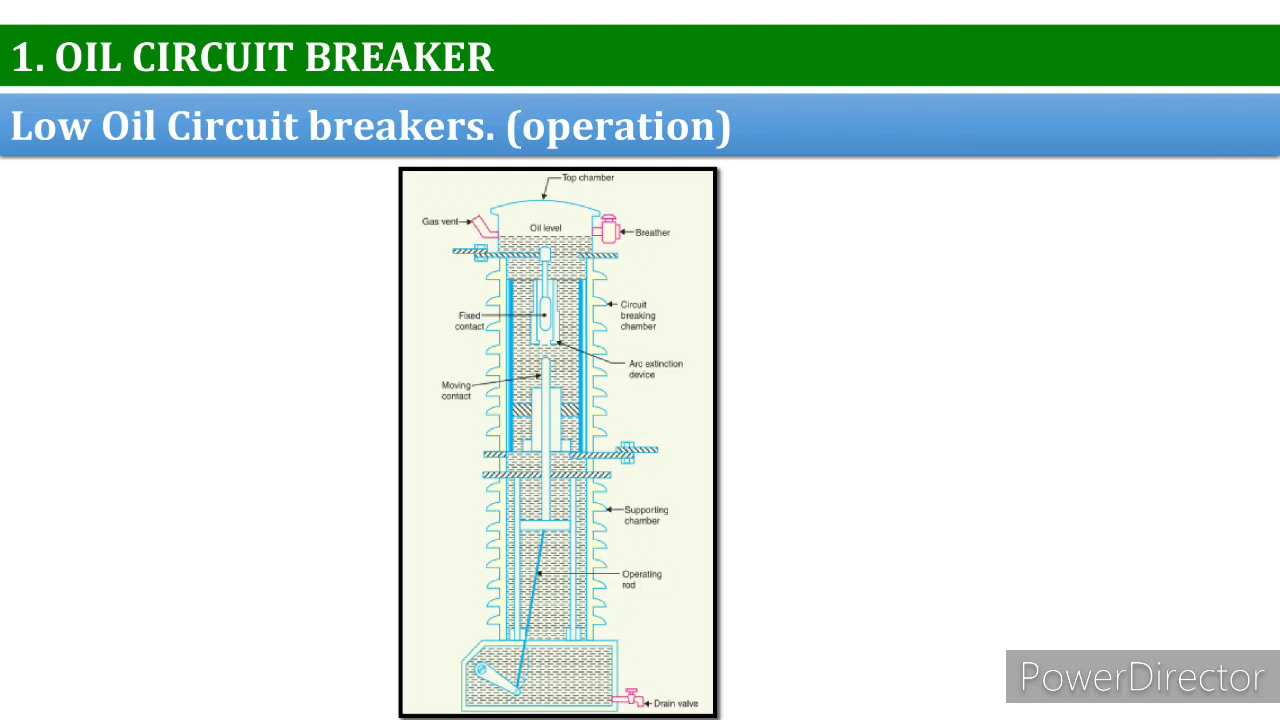 1. OIL CIRCUIT BREAKER
Low Oil Circuit breakers. (operation)
Top chamber
Gas vent
Oil level
Breather
Fixed
contact
Circuit
breaking
chamber
Arc extinction
device
Moving
contact
Supporting
chamber
Operating
rod
Drain valve
PowerDirector